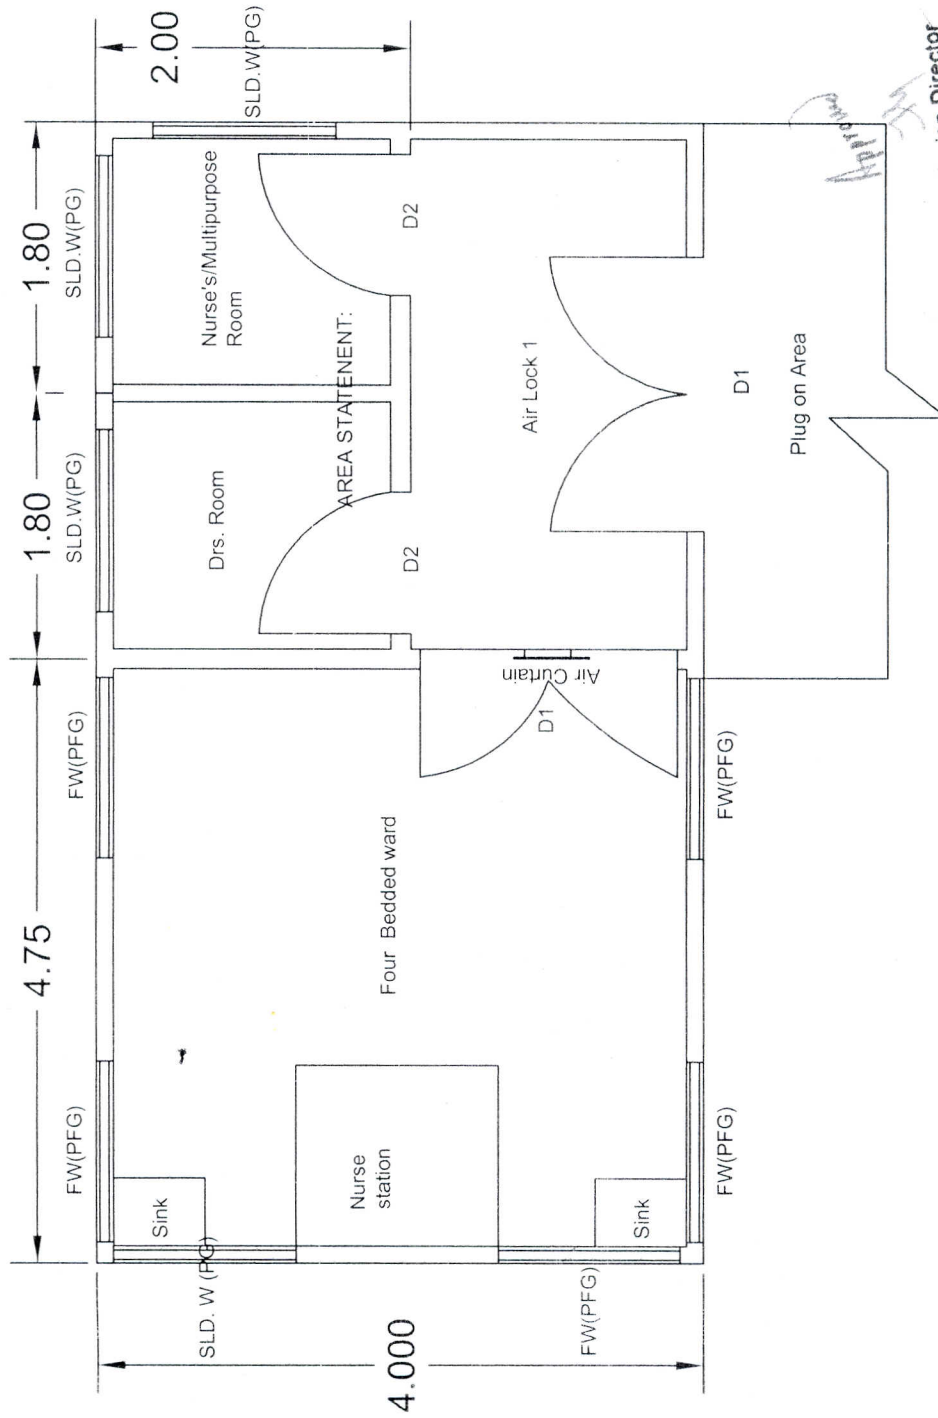 4.75
1.80
1.80
2.00
4.000
FW(PFG)
FW(PFG)
SLD.W(PG)
SLD.W(PG)
SLD.W(PG)
Sink
SLD. W (PG)
Nurse
station
Sink
FW(PFG)
Four Bedded ward
FW(PFG)
FW(PFG)
D1
Air Curtain
Drs. Room
Nurse's/Multipurpose
Room
AREA STATENENT:
D2
D2
Air Lock 1
D1
Plug on Area
Approved
Director